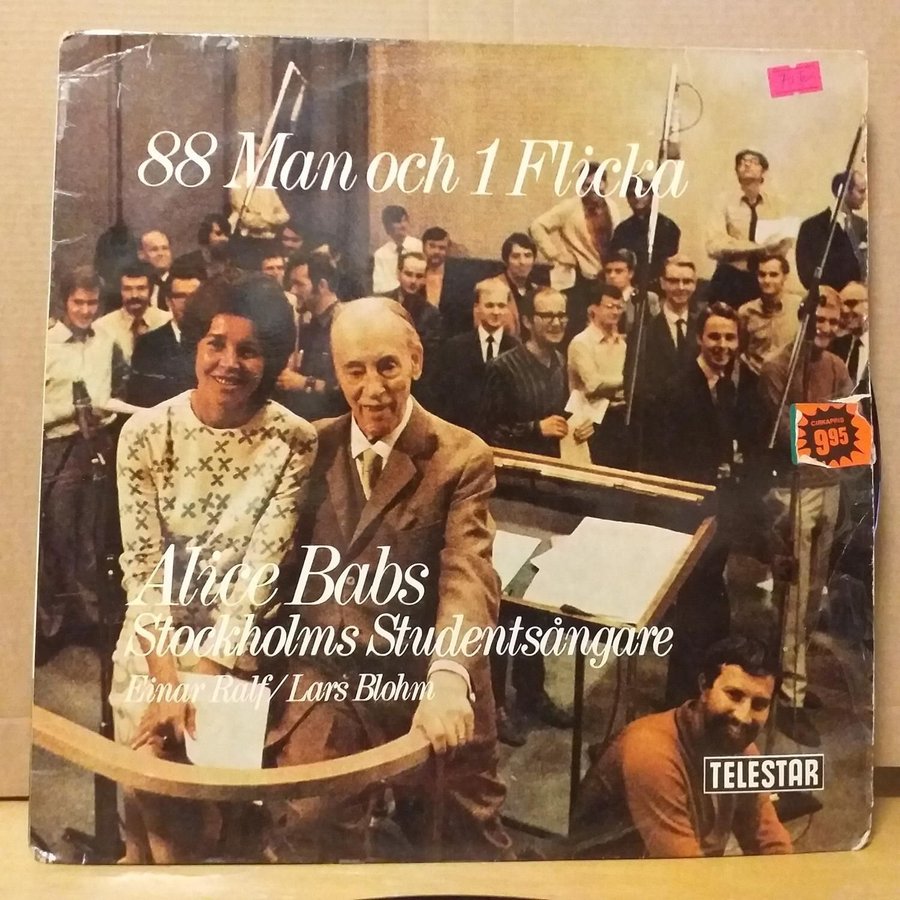 88 Man och 1 Flicka
CIRKAPRIS
9.95
Alice Babs
Stockholms Studentsångare
Einar Ralf/Lars Blohm
TELESTAR